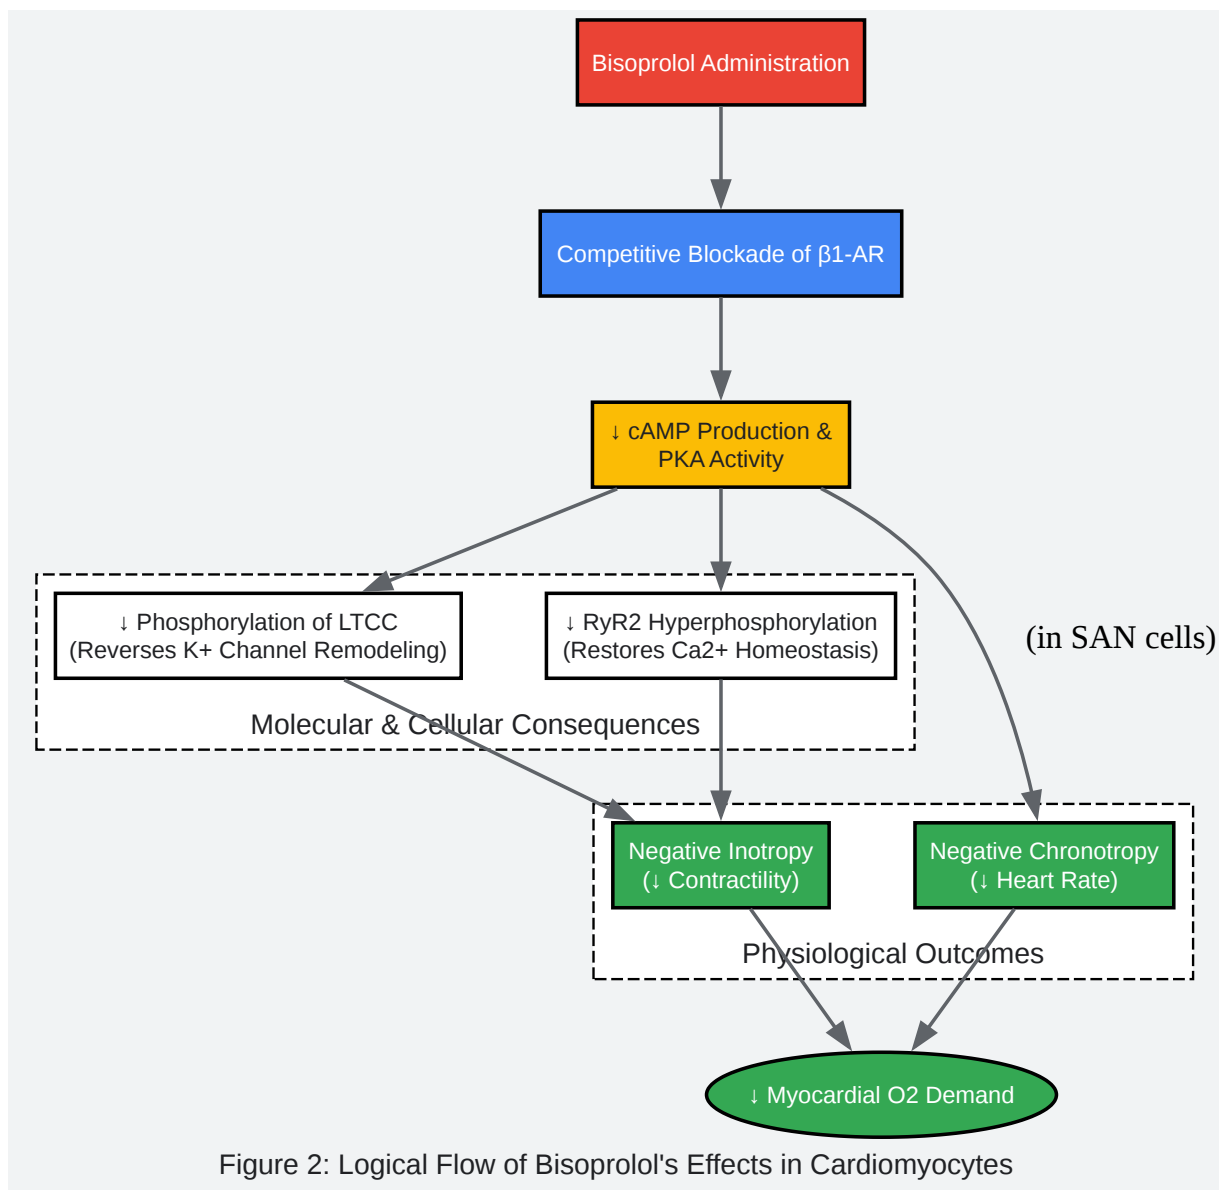 Bisoprolol Administration
Competitive Blockade of β1-AR
↓ cAMP Production &
PKA Activity
↓ Phosphorylation of LTCC
(Reverses K+ Channel Remodeling)
↓ RyR2 Hyperphosphorylation
(Restores Ca2+ Homeostasis)
(in SAN cells)
Molecular & Cellular Consequences
Negative Inotropy
(↓ Contractility)
Negative Chronotropy
(↓ Heart Rate)
Physiological Outcomes
↓ Myocardial O2 Demand
Figure 2: Logical Flow of Bisoprolol's Effects in Cardiomyocytes